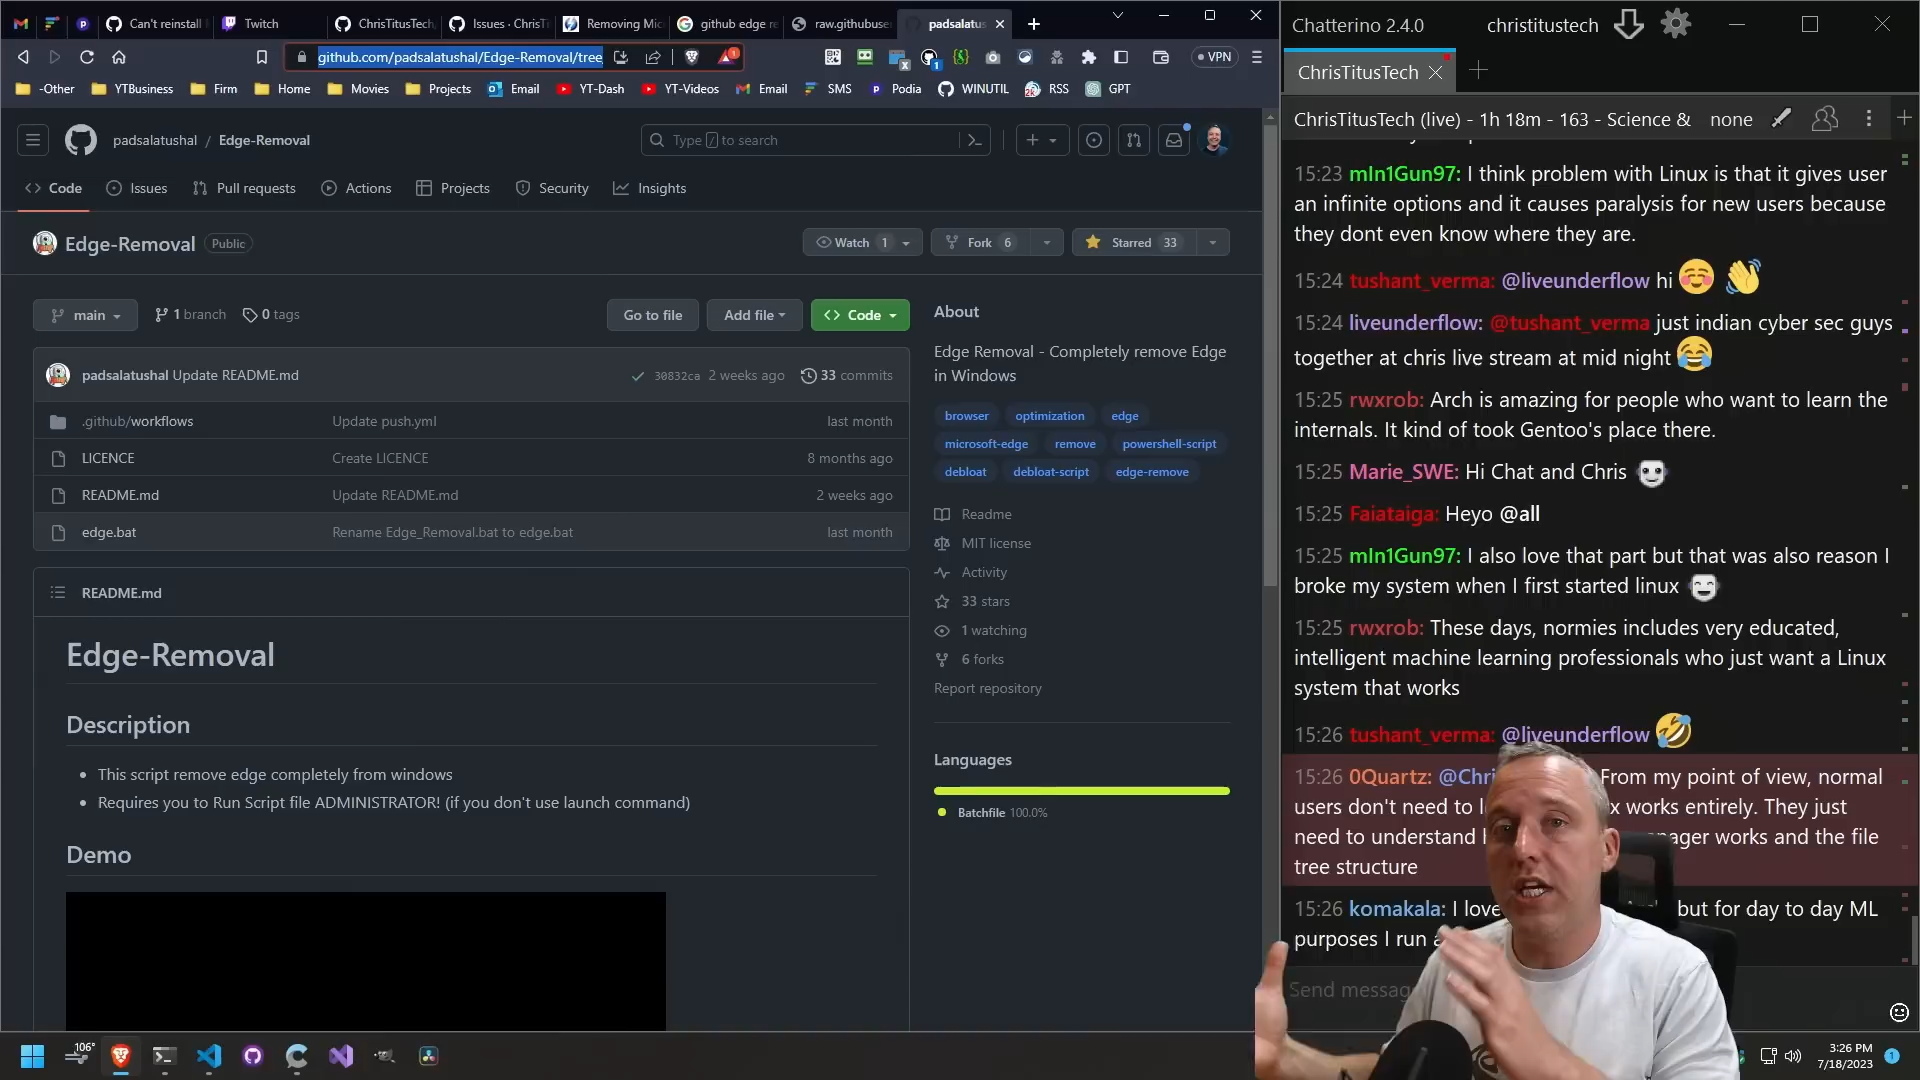 Can't reinstall
Twitch
ChrisTitusTech
Issues · ChrisT
Removing Mic
github edge re
raw.githubuse
padsalatus
github.com/padsalatushal/Edge-Removal/tree
VPN
-Other
YTBusiness
Firm
Home
Movies
Projects
Email
YT-Dash
YT-Videos
Email
SMS
Podia
WINUTIL
RSS
GPT
padsalatushal / Edge-Removal
Type / to search
Code
Issues
Pull requests
Actions
Projects
Security
Insights
Edge-Removal Public
Watch 1
Fork 6
Starred 33
main
1 branch
0 tags
Go to file
Add file
Code
padsalatushal Update README.md
30832ca 2 weeks ago
33 commits
.github/workflows Update push.yml last month
LICENCE Create LICENCE 8 months ago
README.md Update README.md 2 weeks ago
edge.bat Rename Edge_Removal.bat to edge.bat last month
README.md
Edge-Removal
Description
This script remove edge completely from windows
Requires you to Run Script file ADMINISTRATOR! (if you don't use launch command)
Demo
About
Edge Removal - Completely remove Edge
in Windows
browser optimization edge
microsoft-edge remove powershell-script
debloat debloat-script edge-remove
Readme
MIT license
Activity
33 stars
1 watching
6 forks
Report repository
Languages
Batchfile 100.0%
Chatterino 2.4.0
christitustech
ChrisTitusTech
ChrisTitusTech (live) - 1h 18m - 163 - Science &
none
15:23 mIn1Gun97: I think problem with Linux is that it gives user
an infinite options and it causes paralysis for new users because
they dont even know where they are.
15:24 tushant_verma: @liveunderflow hi
15:24 liveunderflow: @tushant_verma just indian cyber sec guys
together at chris live stream at mid night
15:25 rwxrob: Arch is amazing for people who want to learn the
internals. It kind of took Gentoo's place there.
15:25 Marie_SWE: Hi Chat and Chris
15:25 Faiataiga: Heyo @all
15:25 mIn1Gun97: I also love that part but that was also reason I
broke my system when I first started linux
15:25 rwxrob: These days, normies includes very educated,
intelligent machine learning professionals who just want a Linux
system that works
15:26 tushant_verma: @liveunderflow
15:26 0Quartz: @Chri From my point of view, normal
users don't need to works entirely. They just
need to understand works and the file
tree structure
15:26 komakala: I love but for day to day ML
purposes I run
Send message
106°
3:26 PM
7/18/2023
1